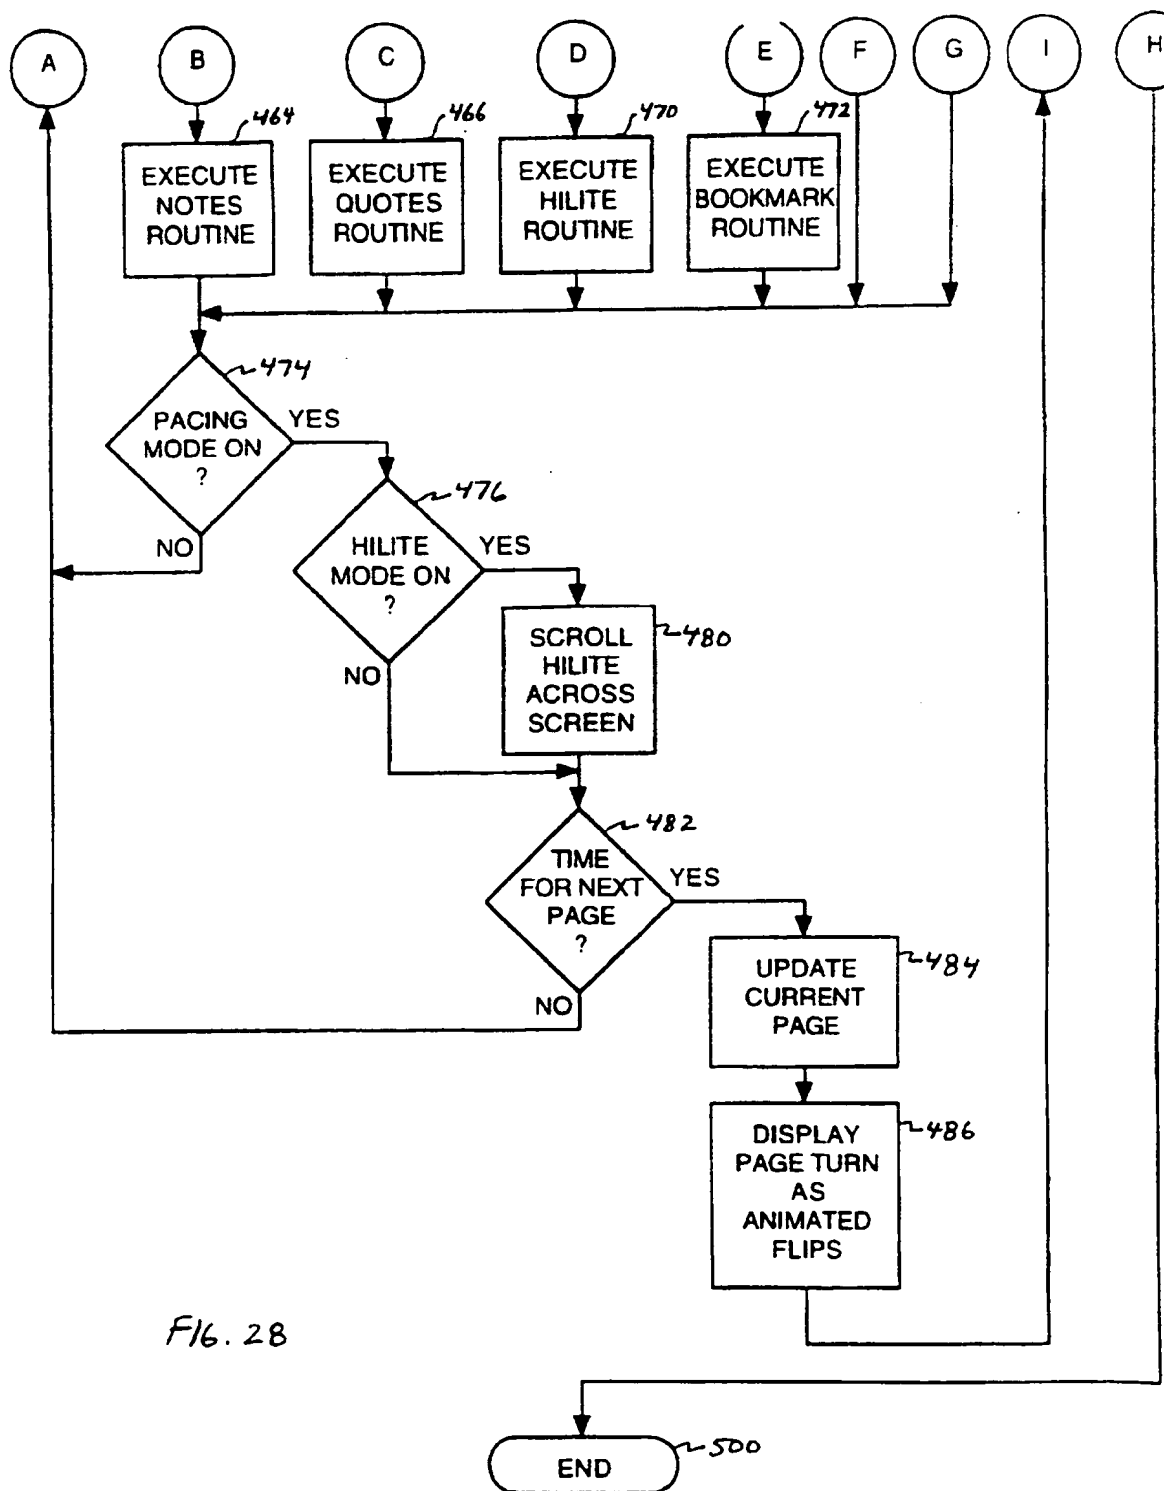 A B C D E F G I H
464 466 470 472
EXECUTE
NOTES
ROUTINE
EXECUTE
QUOTES
ROUTINE
EXECUTE
HILITE
ROUTINE
EXECUTE
BOOKMARK
ROUTINE
474
PACING
MODE ON
?
YES
NO
476
HILITE
MODE ON
?
YES
NO
480
SCROLL
HILITE
ACROSS
SCREEN
482
TIME
FOR NEXT
PAGE
?
YES
NO
484
UPDATE
CURRENT
PAGE
486
DISPLAY
PAGE TURN
AS
ANIMATED
FLIPS
FIG. 28
500
END